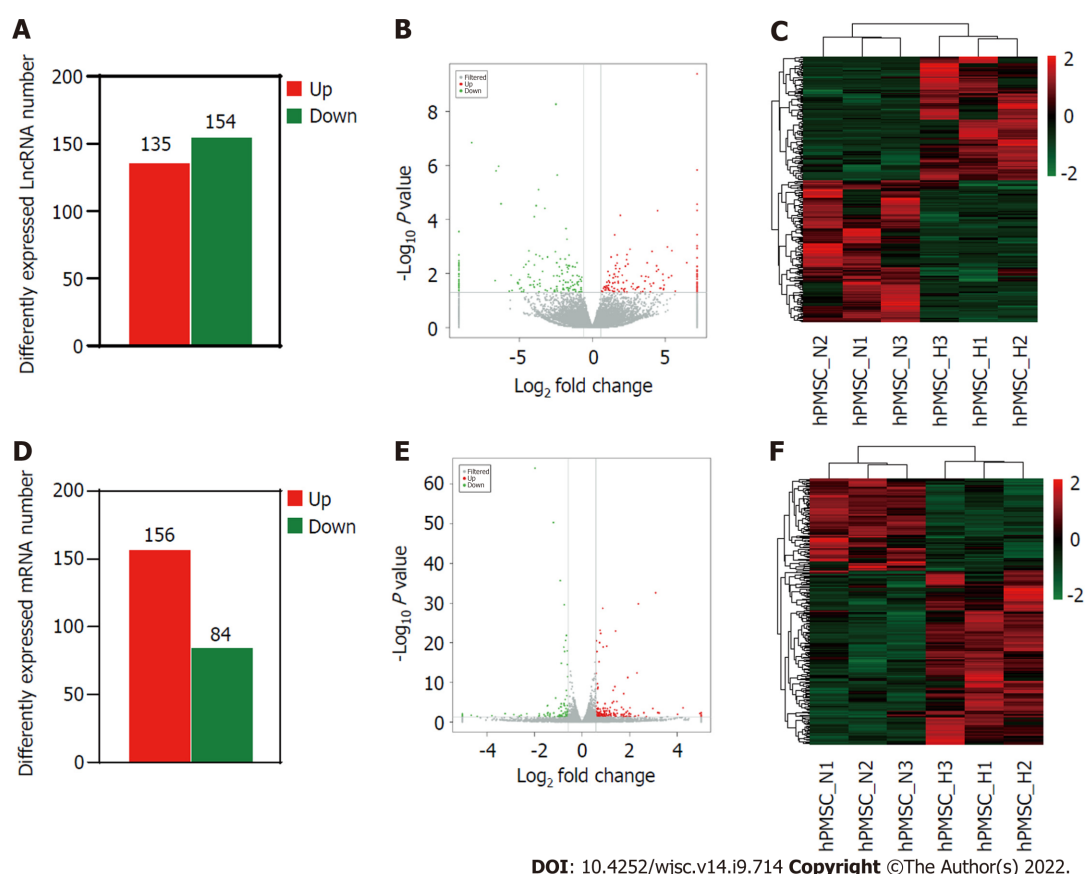 A
Differently expressed LncRNA number
200
150
100
50
0
135
154
Up
Down
B
-Log10 P value
8
6
4
2
0
Filtered
Up
Down
-5 0 5
Log2 fold change
C
2
0
-2
hPMSC_N2
hPMSC_N1
hPMSC_N3
hPMSC_H3
hPMSC_H1
hPMSC_H2
D
Differently expressed mRNA number
200
150
100
50
0
156
84
Up
Down
E
-Log10 P value
60
50
40
30
20
10
0
Filtered
Up
Down
-4 -2 0 2 4
Log2 fold change
F
2
0
-2
hPMSC_N1
hPMSC_N2
hPMSC_N3
hPMSC_H3
hPMSC_H1
hPMSC_H2
DOI: 10.4252/wjsc.v14.i9.714 Copyright ©The Author(s) 2022.